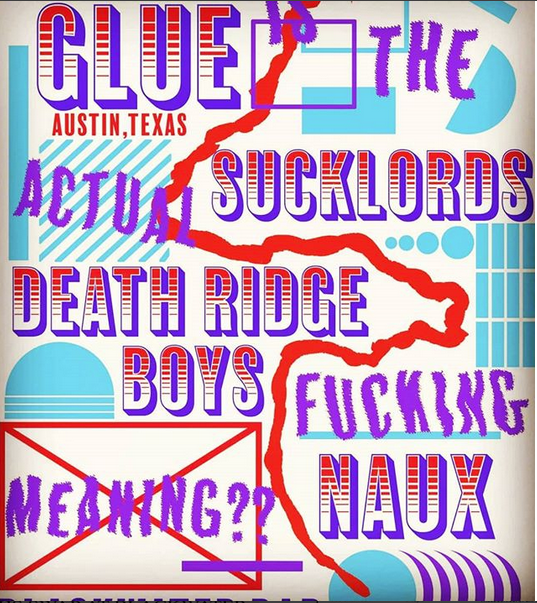 GLUE IS THE
AUSTIN, TEXAS
ACTUAL SUCKLORDS
DEATH RIDGE
BOYS
FUCKING
MEANING?? NAUX